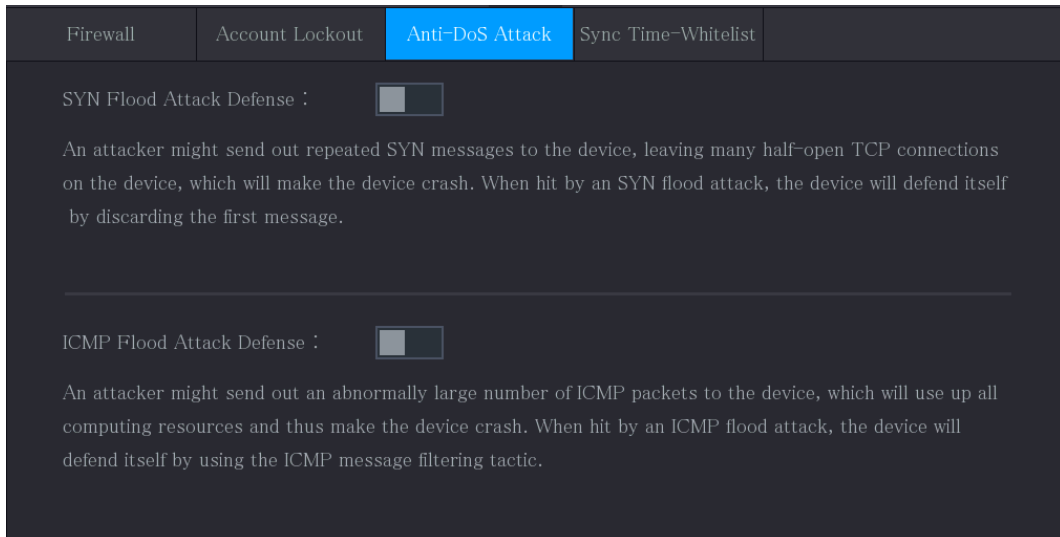 Firewall Account Lockout Anti-DoS Attack Sync Time-Whitelist
SYN Flood Attack Defense :
An attacker might send out repeated SYN messages to the device, leaving many half-open TCP connections
on the device, which will make the device crash. When hit by an SYN flood attack, the device will defend itself
by discarding the first message.
ICMP Flood Attack Defense :
An attacker might send out an abnormally large number of ICMP packets to the device, which will use up all
computing resources and thus make the device crash. When hit by an ICMP flood attack, the device will
defend itself by using the ICMP message filtering tactic.